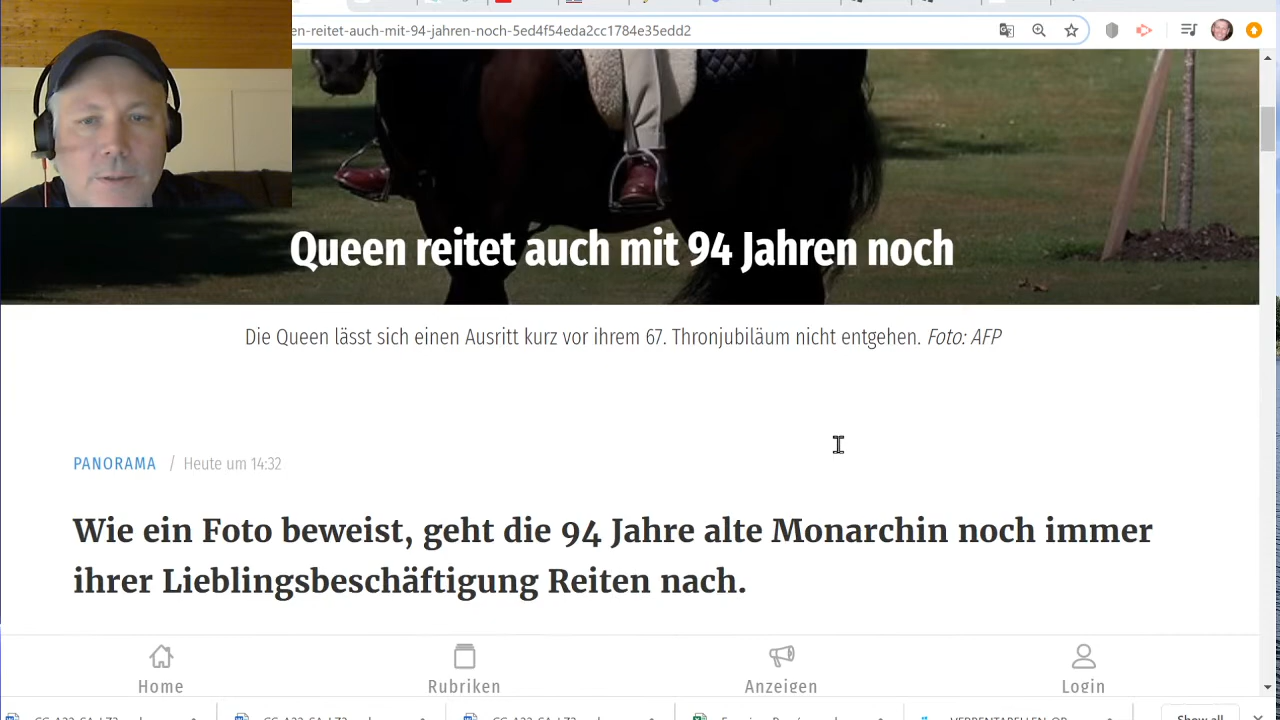 en-reitet-auch-mit-94-jahren-noch-5ed4f54eda2cc1784e35edd2
Queen reitet auch mit 94 Jahren noch
Die Queen lässt sich einen Ausritt kurz vor ihrem 67. Thronjubiläum nicht entgehen. Foto: AFP
PANORAMA / Heute um 14:32
Wie ein Foto beweist, geht die 94 Jahre alte Monarchin noch immer
ihrer Lieblingsbeschäftigung Reiten nach.
Home Rubriken Anzeigen Login
Show all